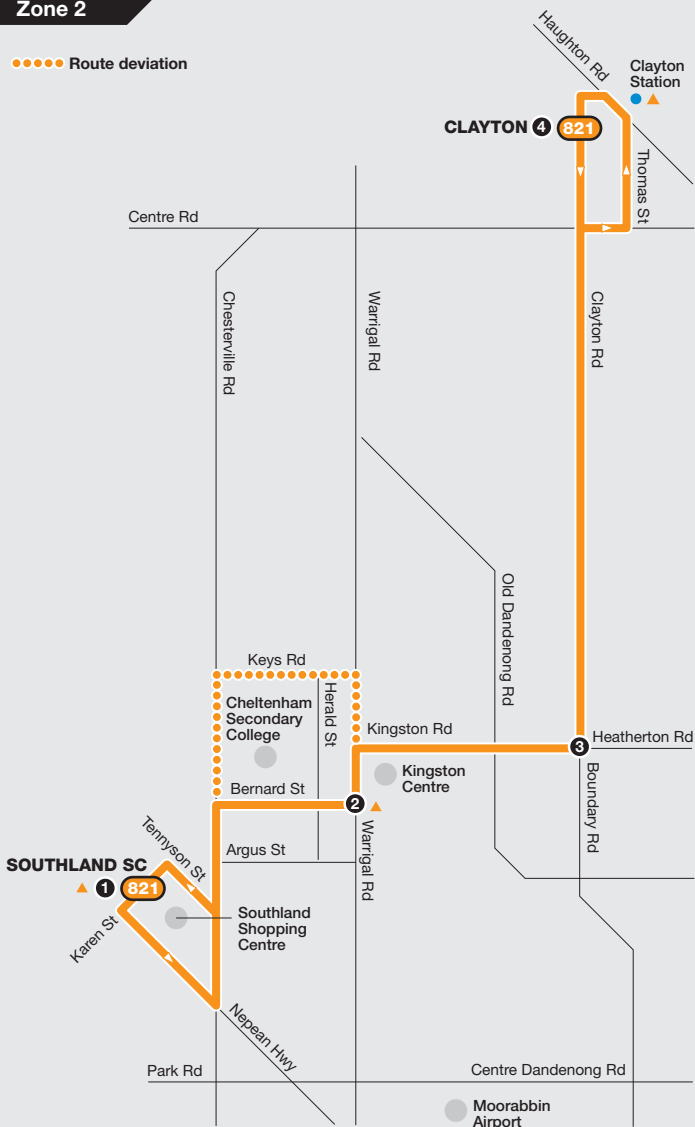 Zone 2
Route deviation
Haughton Rd
Clayton
Station
CLAYTON 4 821
Thomas St
Centre Rd
Chesterville Rd
Warrigal Rd
Clayton Rd
Old Dandenong Rd
Keys Rd
Cheltenham
Secondary
College
Herald St
Kingston Rd
3 Heatherton Rd
Kingston
Centre
Boundary Rd
Bernard St
2
Warrigal Rd
Tennyson St
Argus St
SOUTHLAND SC
1 821
Karen St
Southland
Shopping
Centre
Nepean Hwy
Park Rd
Centre Dandenong Rd
Moorabbin
Airport